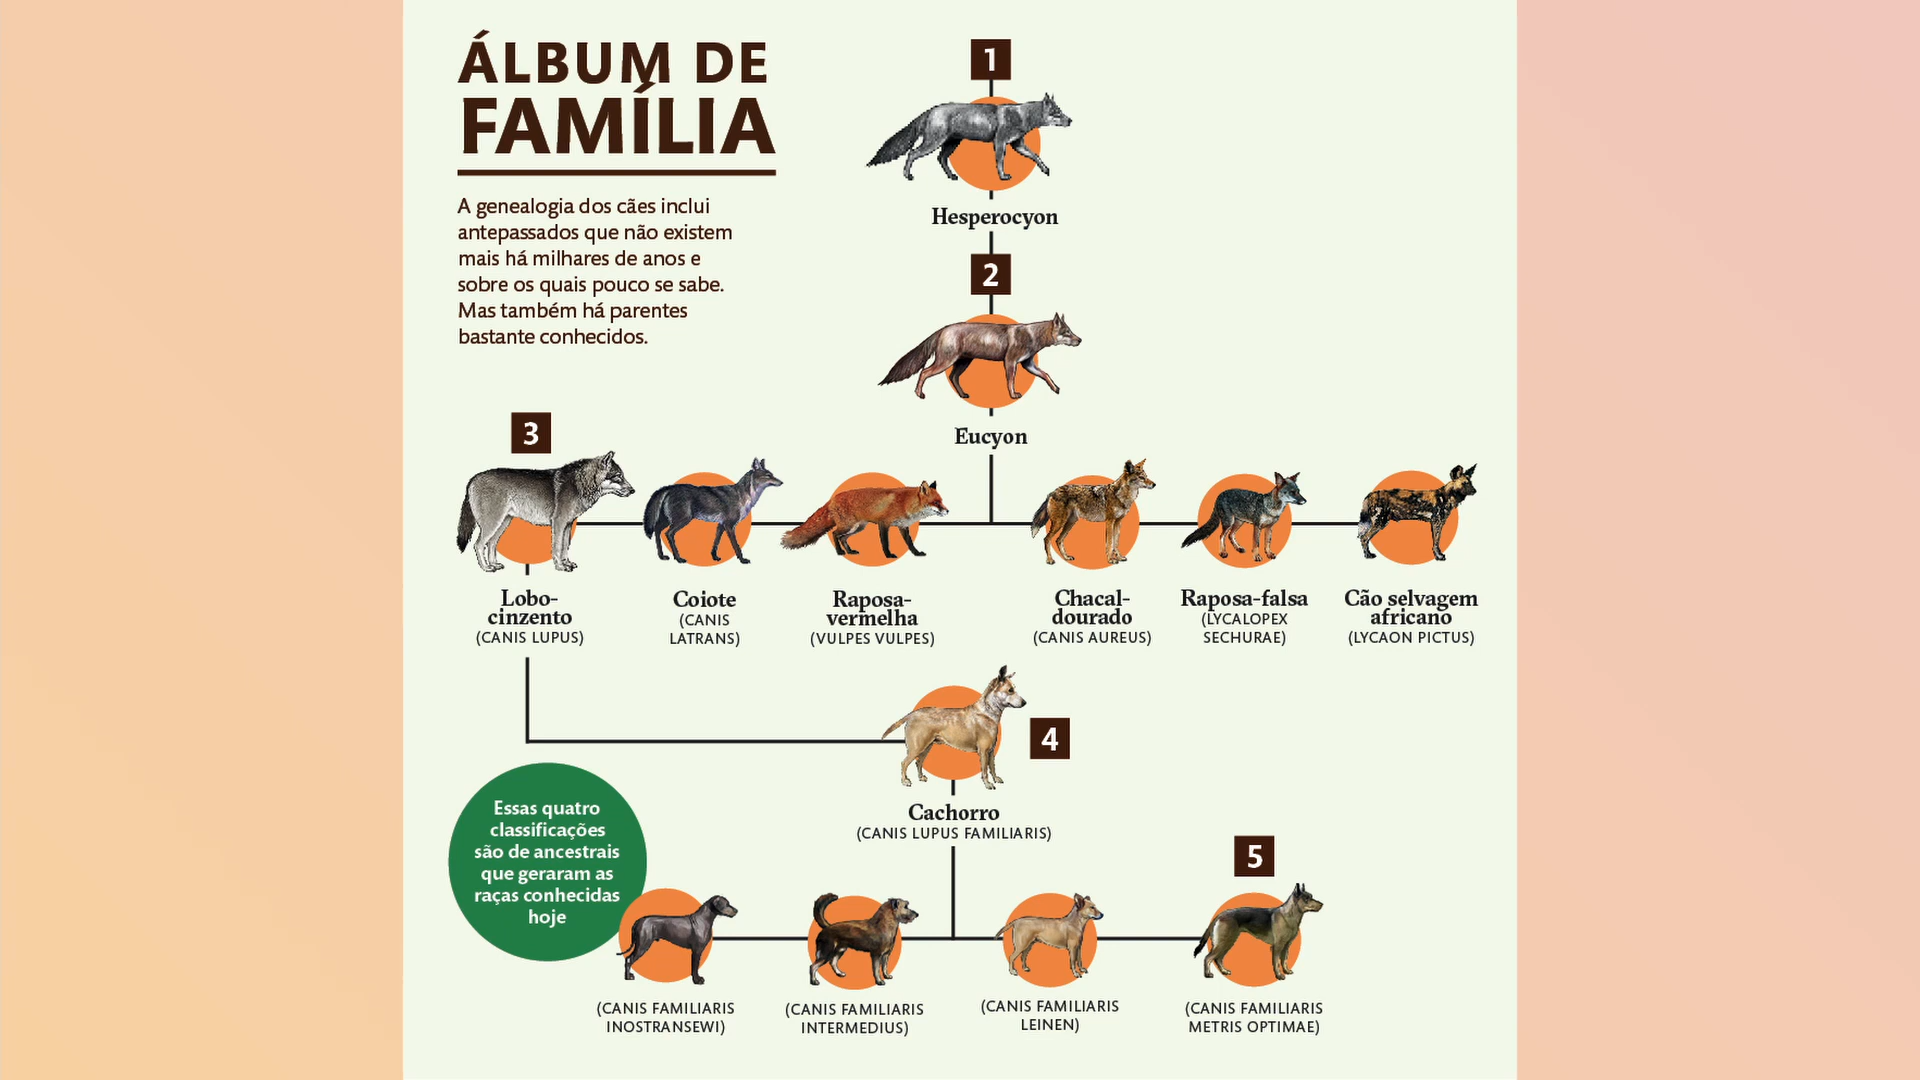 ÁLBUM DE
FAMÍLIA
A genealogia dos cães inclui
antepassados que não existem
mais há milhares de anos e
sobre os quais pouco se sabe.
Mas também há parentes
bastante conhecidos.
1
Hesperocyon
2
Eucyon
3
Lobo-
cinzento
(CANIS LUPUS)
Coiote
(CANIS
LATRANS)
Raposa-
vermelha
(VULPES VULPES)
Chacal-
dourado
(CANIS AUREUS)
Raposa-falsa
(LYCALOPEX
SECHURAE)
Cão selvagem
africano
(LYCAON PICTUS)
4
Cachorro
(CANIS LUPUS FAMILIARIS)
Essas quatro
classificações
são de ancestrais
que geraram as
raças conhecidas
hoje
5
(CANIS FAMILIARIS
INOSTRANSEWI)
(CANIS FAMILIARIS
INTERMEDIUS)
(CANIS FAMILIARIS
LEINEN)
(CANIS FAMILIARIS
METRIS OPTIMAE)